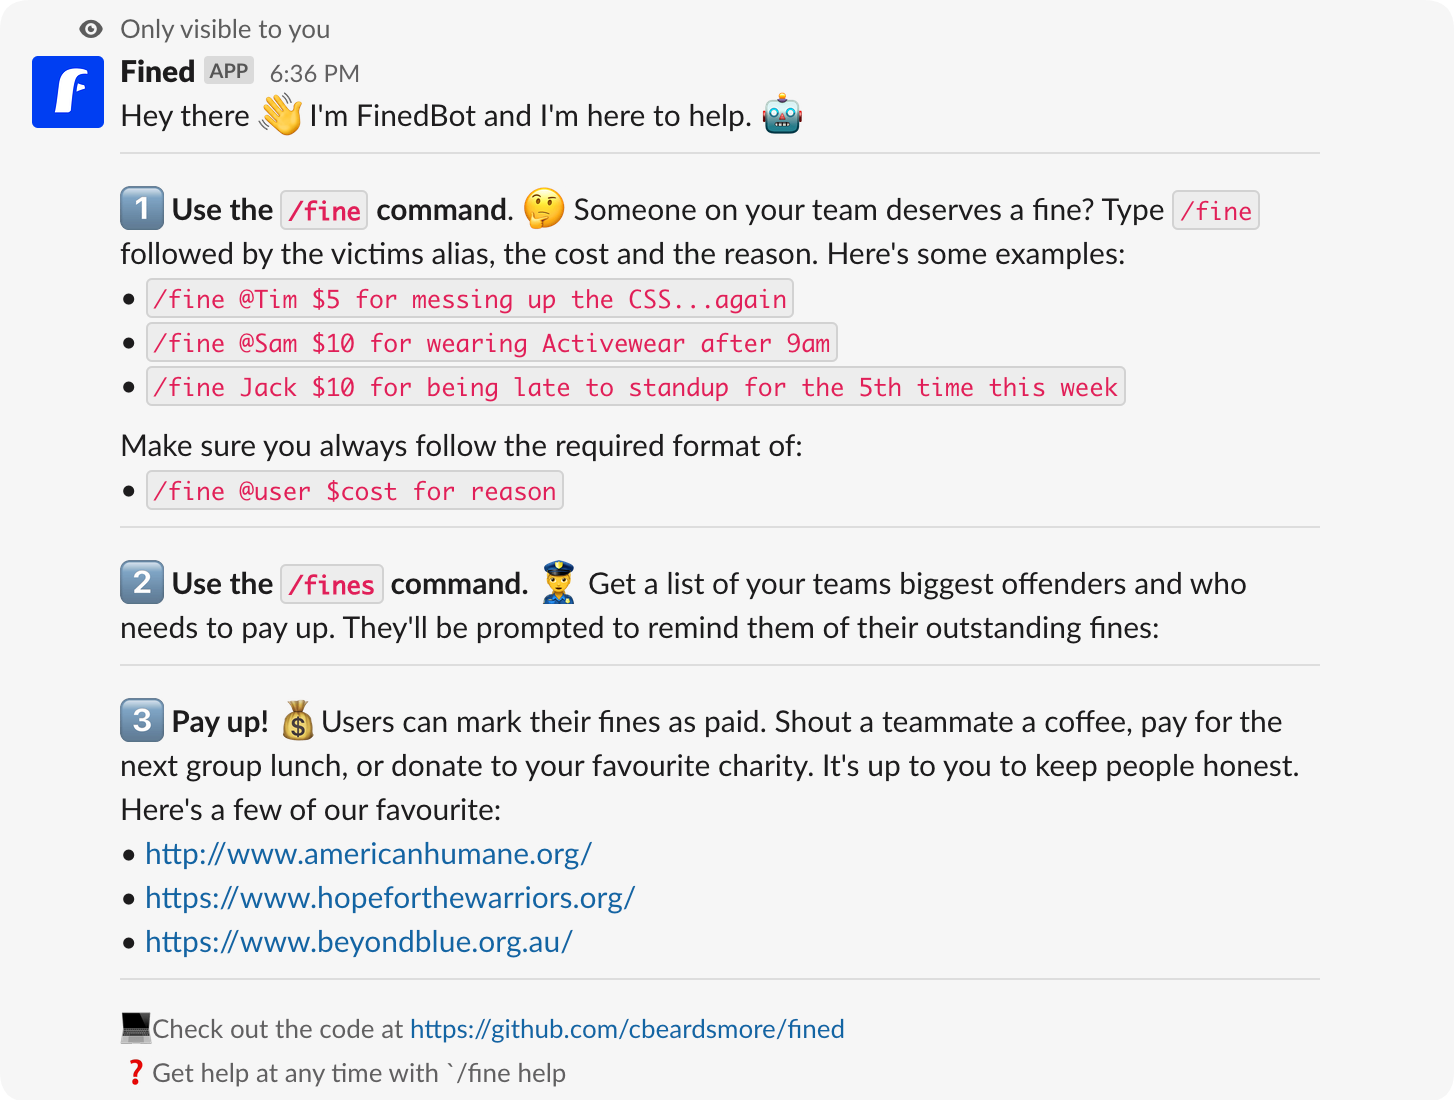 Only visible to you
Fined APP 6:36 PM
Hey there 👋 I'm FinedBot and I'm here to help. 🤖
1️⃣ Use the /fine command. 🤔 Someone on your team deserves a fine? Type /fine
followed by the victims alias, the cost and the reason. Here's some examples:
• /fine @Tim $5 for messing up the CSS...again
• /fine @Sam $10 for wearing Activewear after 9am
• /fine Jack $10 for being late to standup for the 5th time this week
Make sure you always follow the required format of:
• /fine @user $cost for reason
2️⃣ Use the /fines command. 👮 Get a list of your teams biggest offenders and who
needs to pay up. They'll be prompted to remind them of their outstanding fines:
3️⃣ Pay up! 💰 Users can mark their fines as paid. Shout a teammate a coffee, pay for the
next group lunch, or donate to your favourite charity. It's up to you to keep people honest.
Here's a few of our favourite:
• http://www.americanhumane.org/
• https://www.hopeforthewarriors.org/
• https://www.beyondblue.org.au/
💻Check out the code at https://github.com/cbeardsmore/fined
❓Get help at any time with `/fine help